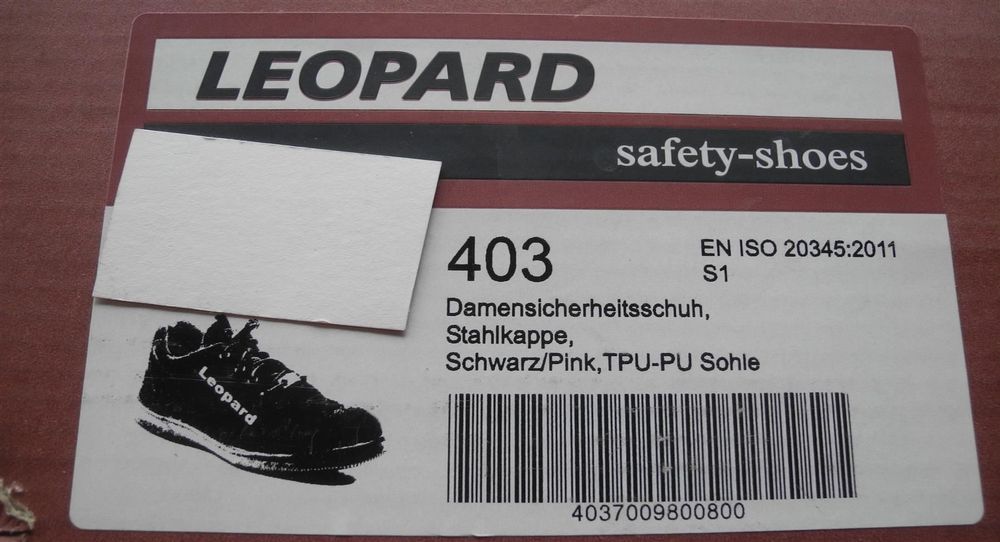 LEOPARD
safety-shoes
403
EN ISO 20345:2011
S1
Damensicherheitsschuh,
Stahlkappe,
Schwarz/Pink,TPU-PU Sohle
Leopard
4037009800800